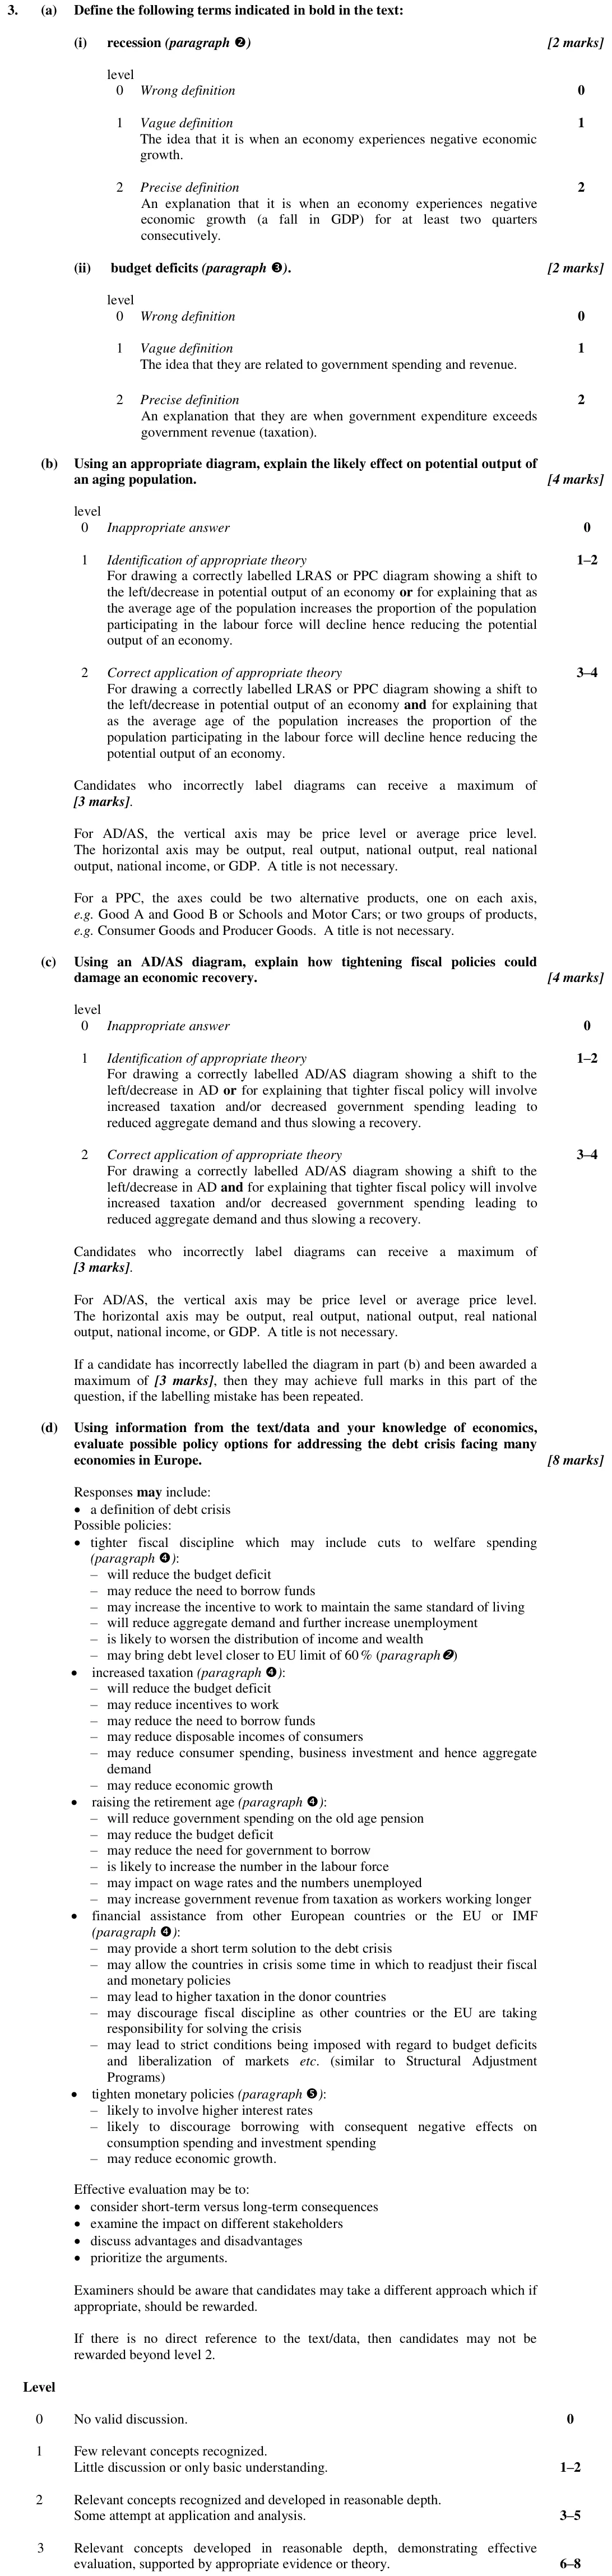 3. (a) Define the following terms indicated in bold in the text:
(i) recession (paragraph ❷) [2 marks]
level
0 Wrong definition 0
1 Vague definition 1
The idea that it is when an economy experiences negative economic
growth.
2 Precise definition 2
An explanation that it is when an economy experiences negative
economic growth (a fall in GDP) for at least two quarters
consecutively.
(ii) budget deficits (paragraph ❸). [2 marks]
level
0 Wrong definition 0
1 Vague definition 1
The idea that they are related to government spending and revenue.
2 Precise definition 2
An explanation that they are when government expenditure exceeds
government revenue (taxation).
(b) Using an appropriate diagram, explain the likely effect on potential output of
an aging population. [4 marks]
level
0 Inappropriate answer 0
1 Identification of appropriate theory 1–2
For drawing a correctly labelled LRAS or PPC diagram showing a shift to
the left/decrease in potential output of an economy or for explaining that as
the average age of the population increases the proportion of the population
participating in the labour force will decline hence reducing the potential
output of an economy.
2 Correct application of appropriate theory 3–4
For drawing a correctly labelled LRAS or PPC diagram showing a shift to
the left/decrease in potential output of an economy and for explaining that
as the average age of the population increases the proportion of the
population participating in the labour force will decline hence reducing the
potential output of an economy.
Candidates who incorrectly label diagrams can receive a maximum of
[3 marks].
For AD/AS, the vertical axis may be price level or average price level.
The horizontal axis may be output, real output, national output, real national
output, national income, or GDP. A title is not necessary.
For a PPC, the axes could be two alternative products, one on each axis,
e.g. Good A and Good B or Schools and Motor Cars; or two groups of products,
e.g. Consumer Goods and Producer Goods. A title is not necessary.
(c) Using an AD/AS diagram, explain how tightening fiscal policies could
damage an economic recovery. [4 marks]
level
0 Inappropriate answer 0
1 Identification of appropriate theory 1–2
For drawing a correctly labelled AD/AS diagram showing a shift to the
left/decrease in AD or for explaining that tighter fiscal policy will involve
increased taxation and/or decreased government spending leading to
reduced aggregate demand and thus slowing a recovery.
2 Correct application of appropriate theory 3–4
For drawing a correctly labelled AD/AS diagram showing a shift to the
left/decrease in AD and for explaining that tighter fiscal policy will involve
increased taxation and/or decreased government spending leading to
reduced aggregate demand and thus slowing a recovery.
Candidates who incorrectly label diagrams can receive a maximum of
[3 marks].
For AD/AS, the vertical axis may be price level or average price level.
The horizontal axis may be output, real output, national output, real national
output, national income, or GDP. A title is not necessary.
If a candidate has incorrectly labelled the diagram in part (b) and been awarded a
maximum of [3 marks], then they may achieve full marks in this part of the
question, if the labelling mistake has been repeated.
(d) Using information from the text/data and your knowledge of economics,
evaluate possible policy options for addressing the debt crisis facing many
economies in Europe. [8 marks]
Responses may include:
• a definition of debt crisis
Possible policies:
• tighter fiscal discipline which may include cuts to welfare spending
(paragraph ❹):
– will reduce the budget deficit
– may reduce the need to borrow funds
– may increase the incentive to work to maintain the same standard of living
– will reduce aggregate demand and further increase unemployment
– is likely to worsen the distribution of income and wealth
– may bring debt level closer to EU limit of 60 % (paragraph ❷)
• increased taxation (paragraph ❹):
– will reduce the budget deficit
– may reduce incentives to work
– may reduce the need to borrow funds
– may reduce disposable incomes of consumers
– may reduce consumer spending, business investment and hence aggregate
demand
– may reduce economic growth
• raising the retirement age (paragraph ❹):
– will reduce government spending on the old age pension
– may reduce the budget deficit
– may reduce the need for government to borrow
– is likely to increase the number in the labour force
– may impact on wage rates and the numbers unemployed
– may increase government revenue from taxation as workers working longer
• financial assistance from other European countries or the EU or IMF
(paragraph ❹):
– may provide a short term solution to the debt crisis
– may allow the countries in crisis some time in which to readjust their fiscal
and monetary policies
– may lead to higher taxation in the donor countries
– may discourage fiscal discipline as other countries or the EU are taking
responsibility for solving the crisis
– may lead to strict conditions being imposed with regard to budget deficits
and liberalization of markets etc. (similar to Structural Adjustment
Programs)
• tighten monetary policies (paragraph ❺):
– likely to involve higher interest rates
– likely to discourage borrowing with consequent negative effects on
consumption spending and investment spending
– may reduce economic growth.
Effective evaluation may be to:
• consider short-term versus long-term consequences
• examine the impact on different stakeholders
• discuss advantages and disadvantages
• prioritize the arguments.
Examiners should be aware that candidates may take a different approach which if
appropriate, should be rewarded.
If there is no direct reference to the text/data, then candidates may not be
rewarded beyond level 2.
Level
0 No valid discussion. 0
1 Few relevant concepts recognized.
Little discussion or only basic understanding. 1–2
2 Relevant concepts recognized and developed in reasonable depth.
Some attempt at application and analysis. 3–5
3 Relevant concepts developed in reasonable depth, demonstrating effective
evaluation, supported by appropriate evidence or theory. 6–8